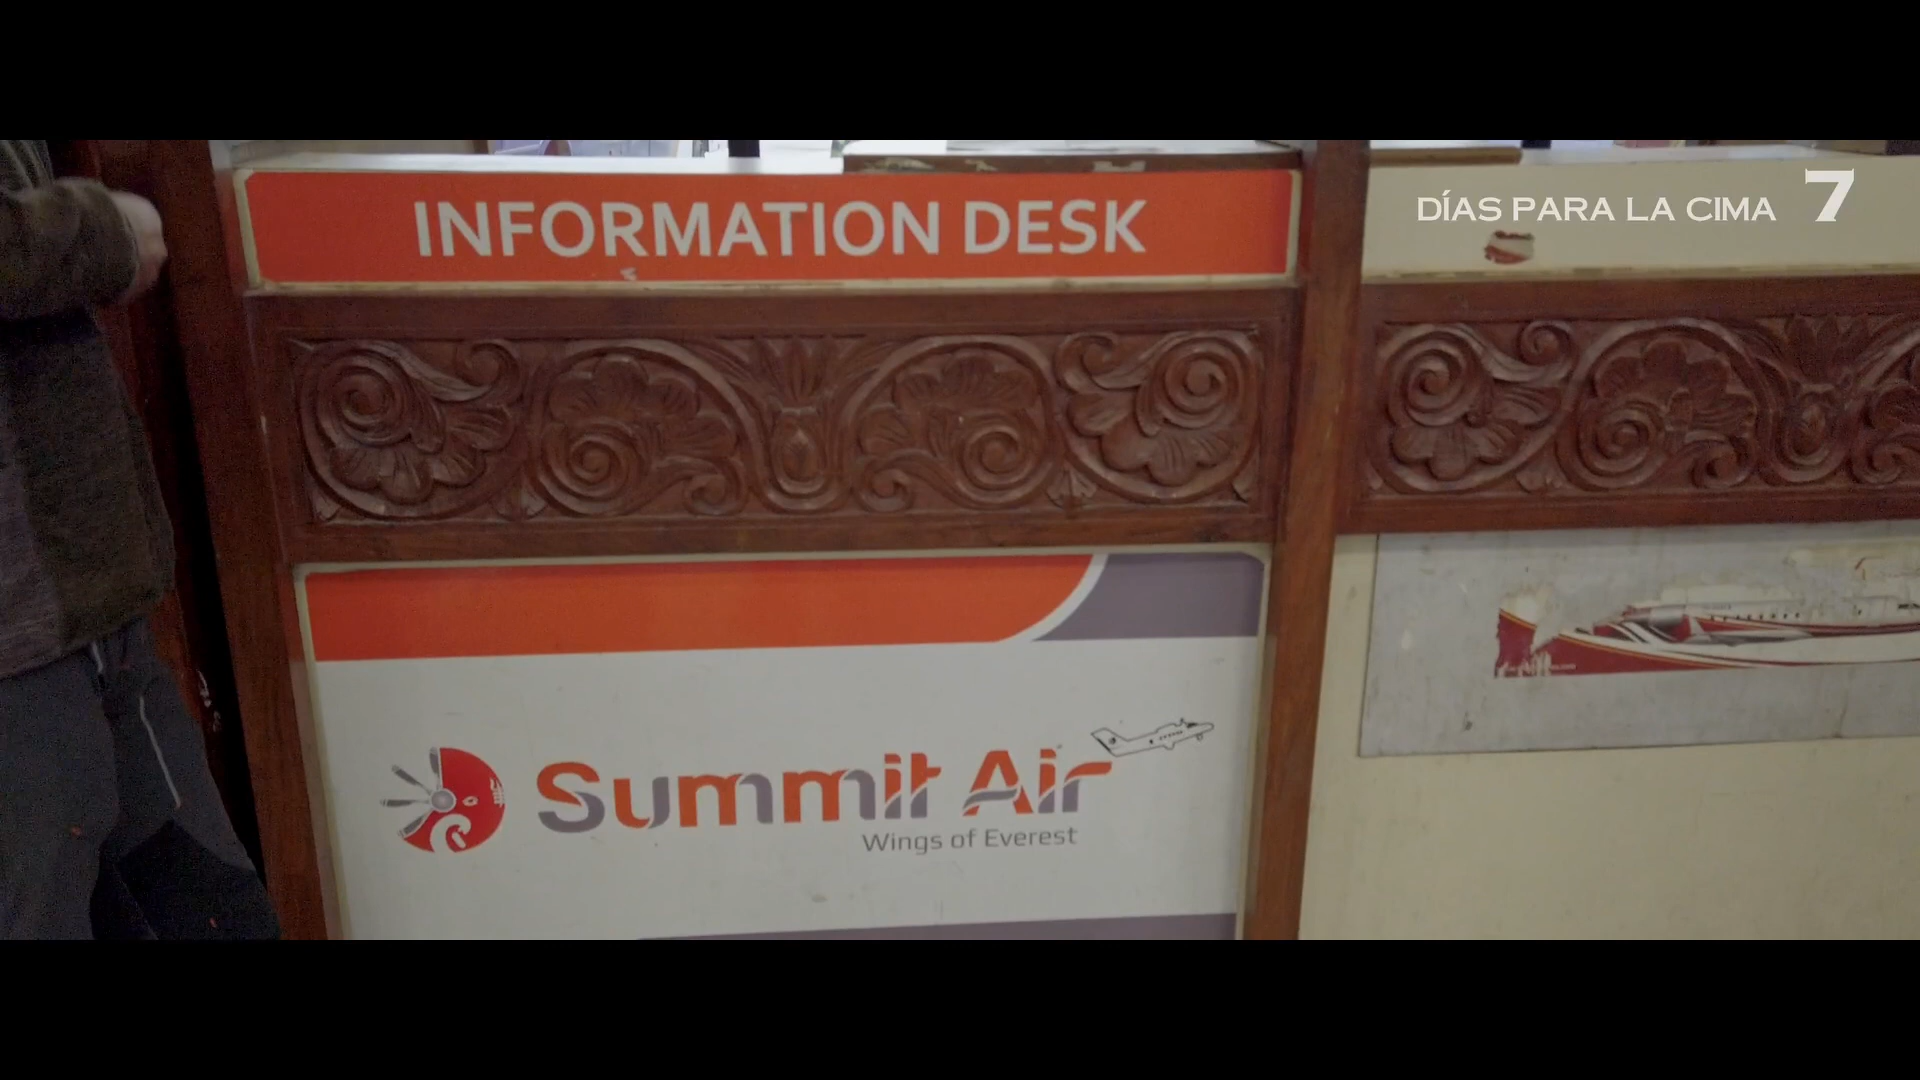 INFORMATION DESK
DÍAS PARA LA CIMA 7
Summit Air
Wings of Everest